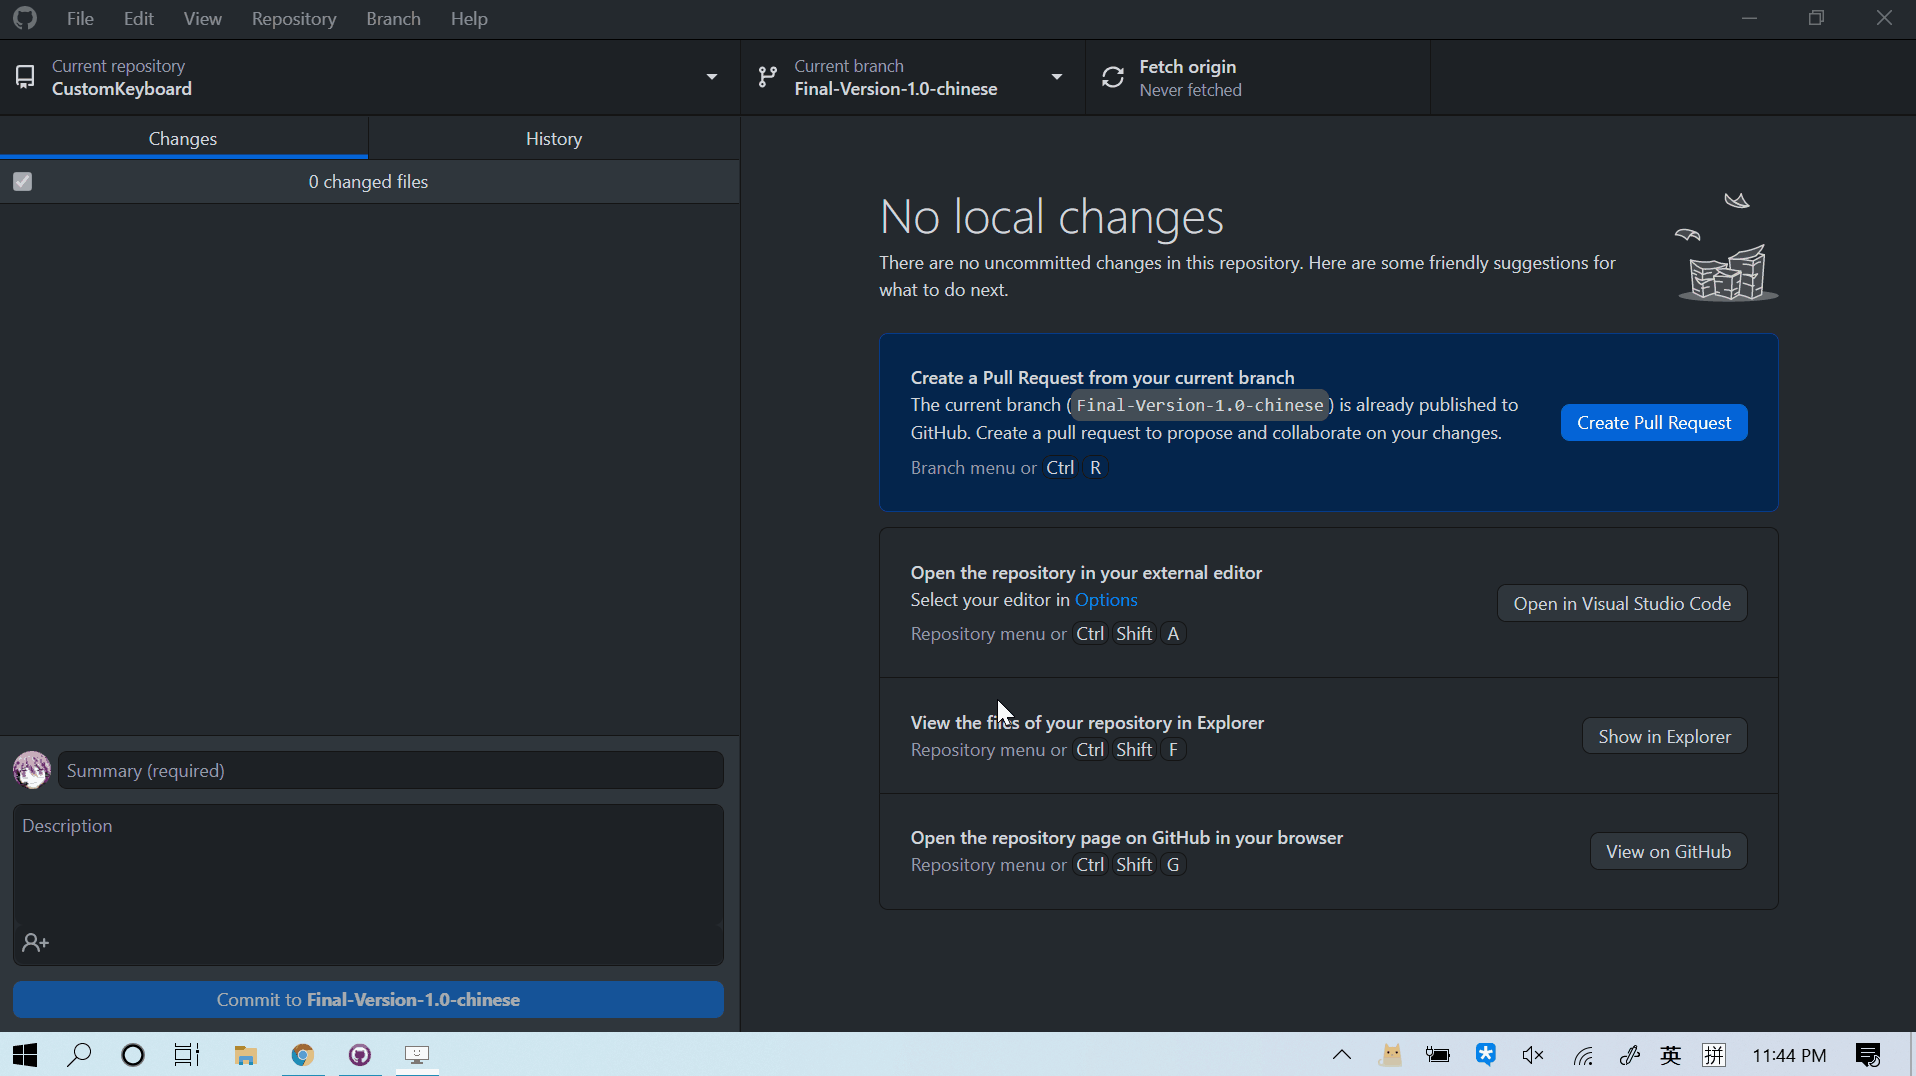 File Edit View Repository Branch Help
Current repository
CustomKeyboard
Current branch
Final-Version-1.0-chinese
Fetch origin
Never fetched
Changes
History
0 changed files
No local changes
There are no uncommitted changes in this repository. Here are some friendly suggestions for
what to do next.
Create a Pull Request from your current branch
The current branch (Final-Version-1.0-chinese) is already published to
GitHub. Create a pull request to propose and collaborate on your changes.
Branch menu or Ctrl R
Create Pull Request
Open the repository in your external editor
Select your editor in Options
Repository menu or Ctrl Shift A
Open in Visual Studio Code
View the files of your repository in Explorer
Repository menu or Ctrl Shift F
Show in Explorer
Open the repository page on GitHub in your browser
Repository menu or Ctrl Shift G
View on GitHub
Summary (required)
Description
Commit to Final-Version-1.0-chinese
英 拼 11:44 PM